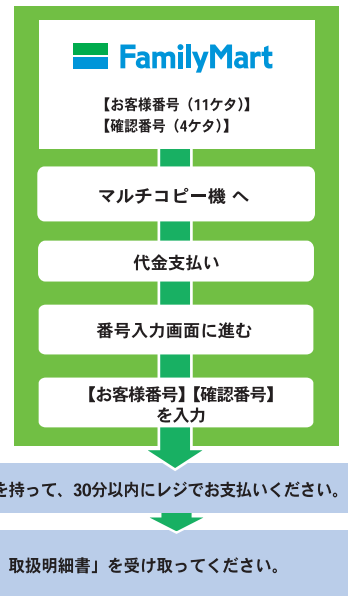 FamilyMart
【お客様番号（11ケタ）】
【確認番号（4ケタ）】
マルチコピー機 へ
代金支払い
番号入力画面に進む
【お客様番号】【確認番号】
を入力
を持って、30分以内にレジでお支払いください。
取扱明細書」を受け取ってください。